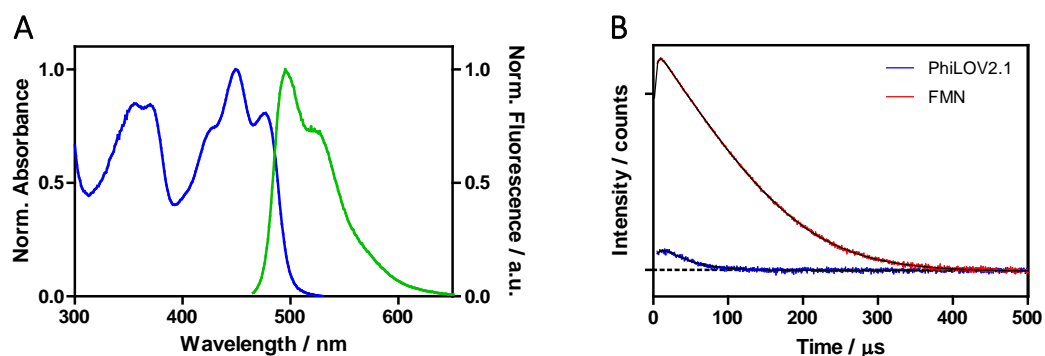 A
Norm. Absorbance
1.0
0.5
0.0
300
400
500
600
Wavelength / nm
1.0
0.5
0.0
Norm. Fluorescence / a.u.
B
Intensity / counts
PhiLOV2.1
FMN
0
100
200
300
400
500
Time / μs